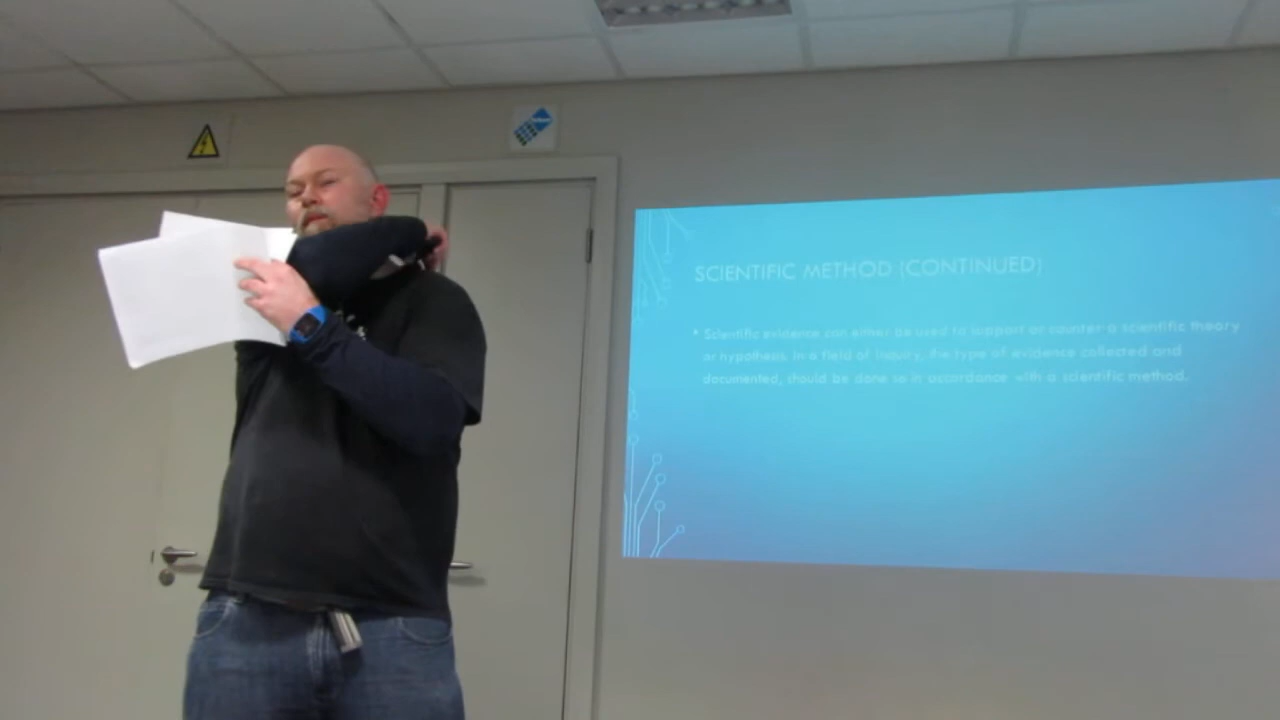 SCIENTIFIC METHOD (CONTINUED)
• Scientific evidence can either be used to support or counter a scientific theory
or hypothesis in a field of inquiry, the type of evidence collected and
documented, should be done so in accordance with a scientific method.